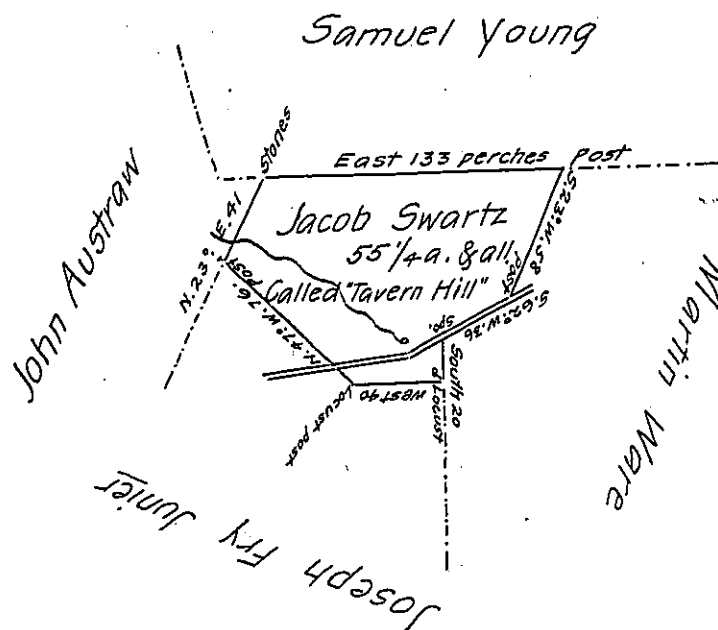 Samuel Young
Stones
East 133 perches
Post
John Austraw
N. 23° E. 41
Jacob Swartz
55 1/4 a. & all.
Called "Tavern Hill"
S. 23° W. 58
Post
Post
N. 47° W. 76.
Spo.
S. 62° W. 36
South 20
West 40
Locust post
d Locust
Martin Ware
Joseph Fry Junier